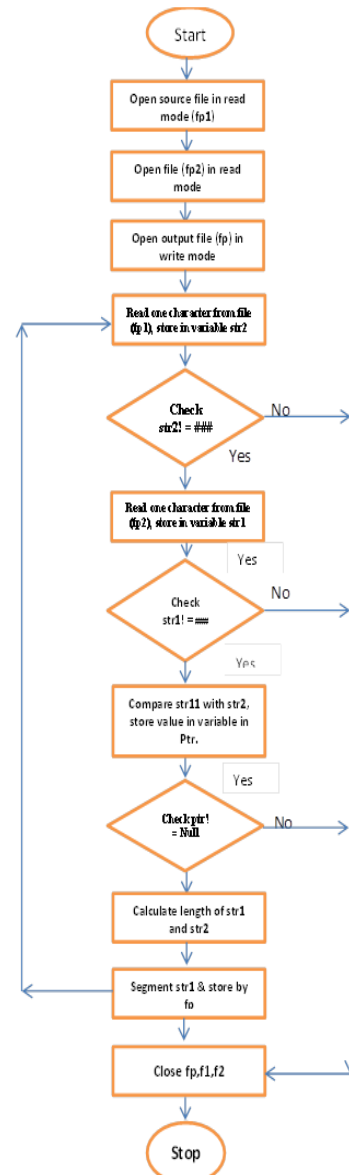 Start
Open source file in read
mode (fp1)
Open file (fp2) in read
mode
Open output file (fp) in
write mode
Read one character from file
(fp1), store in variable str2
Check
str2! = ###
No
Yes
Read one character from file
(fp2), store in variable str1
Yes
Check
str1! = ###
No
Yes
Compare str11 with str2,
store value in variable in
Ptr.
Yes
Check ptr!
= Null
No
Calculate length of str1
and str2
Segment str1 & store by
fo
Close fp,f1,f2
Stop